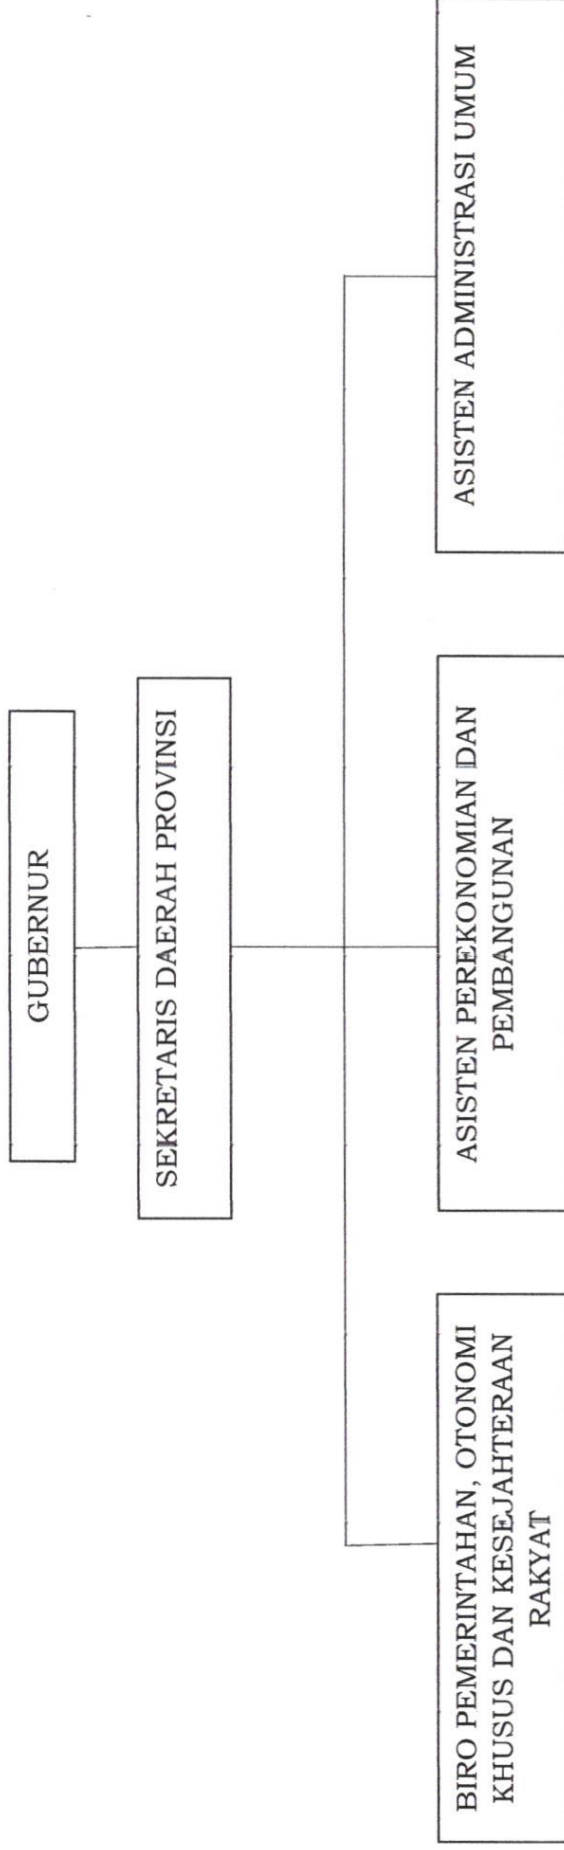 GUBERNUR
SEKRETARIS DAERAH PROVINSI
BIRO PEMERINTAHAN, OTONOMI
KHUSUS DAN KESEJAHTERAAN
RAKYAT
ASISTEN PEREKONOMIAN DAN
PEMBANGUNAN
ASISTEN ADMINISTRASI UMUM